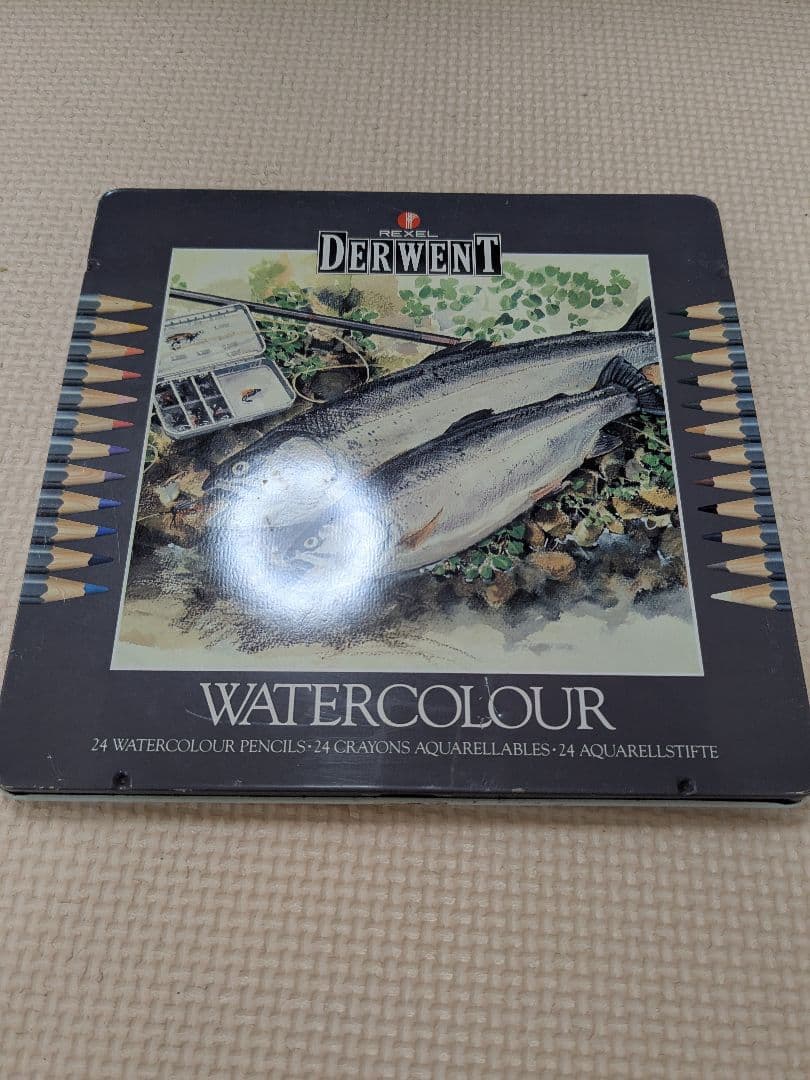 REXEL
DERWENT
WATERCOLOUR
24 WATERCOLOUR PENCILS·24 CRAYONS AQUARELLABLES·24 AQUARELLSTIFTE